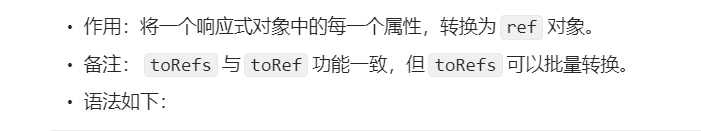 • 作用：将一个响应式对象中的每一个属性，转换为 ref 对象。
• 备注： toRefs 与 toRef 功能一致，但 toRefs 可以批量转换。
• 语法如下：